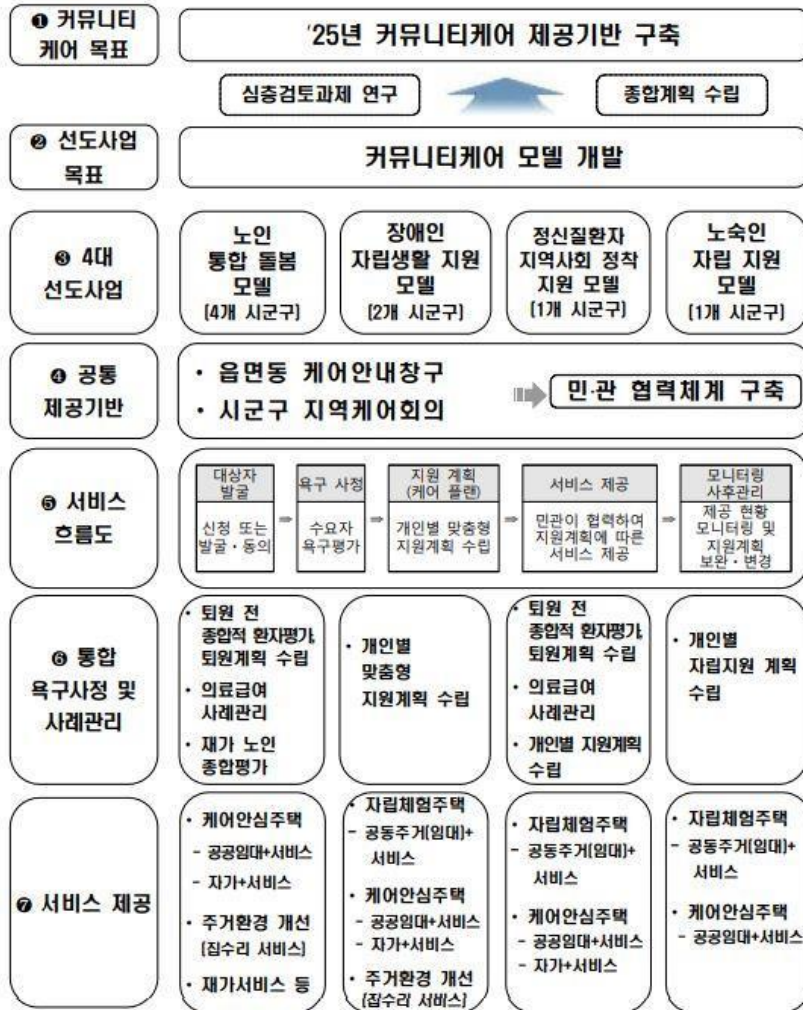 ❶ 커뮤니티
케어 목표
'25년 커뮤니티케어 제공기반 구축
심층검토과제 연구
종합계획 수립
❷ 선도사업
목표
커뮤니티케어 모델 개발
❸ 4대
선도사업
노인
통합 돌봄
모델
(4개 시군구)
장애인
자립생활 지원
모델
(2개 시군구)
정신질환자
지역사회 정착
지원 모델
(1개 시군구)
노숙인
자립 지원
모델
(1개 시군구)
❹ 공통
제공기반
• 읍면동 케어안내창구
• 시군구 지역케어회의
민·관 협력체계 구축
❺ 서비스
흐름도
대상자
발굴
신청 또는
발굴·동의
욕구 사정
수요자
욕구평가
지원 계획
(케어 플랜)
개인별 맞춤형
지원계획 수립
서비스 제공
민관이 협력하여
지원계획에 따른
서비스 제공
모니터링
사후관리
제공 현황
모니터링 및
지원계획
보완·변경
❻ 통합
욕구사정 및
사례관리
• 퇴원 전
종합적 환자평가,
퇴원계획 수립
• 의료급여
사례관리
• 재가 노인
종합평가
• 개인별
맞춤형
지원계획 수립
• 퇴원 전
종합적 환자평가,
퇴원계획 수립
• 의료급여
사례관리
• 개인별 지원계획
수립
• 개인별
자립지원 계획
수립
❼ 서비스 제공
• 케어안심주택
- 공공임대+서비스
- 자가+서비스
• 주거환경 개선
(집수리 서비스)
• 재가서비스 등
• 자립체험주택
- 공동주거(임대)+
서비스
• 케어안심주택
- 공공임대+서비스
- 자가+서비스
• 주거환경 개선
(집수리 서비스)
• 자립체험주택
- 공동주거(임대)+
서비스
• 케어안심주택
- 공공임대+서비스
- 자가+서비스
• 자립체험주택
- 공동주거(임대)+
서비스
• 케어안심주택
- 공공임대+서비스